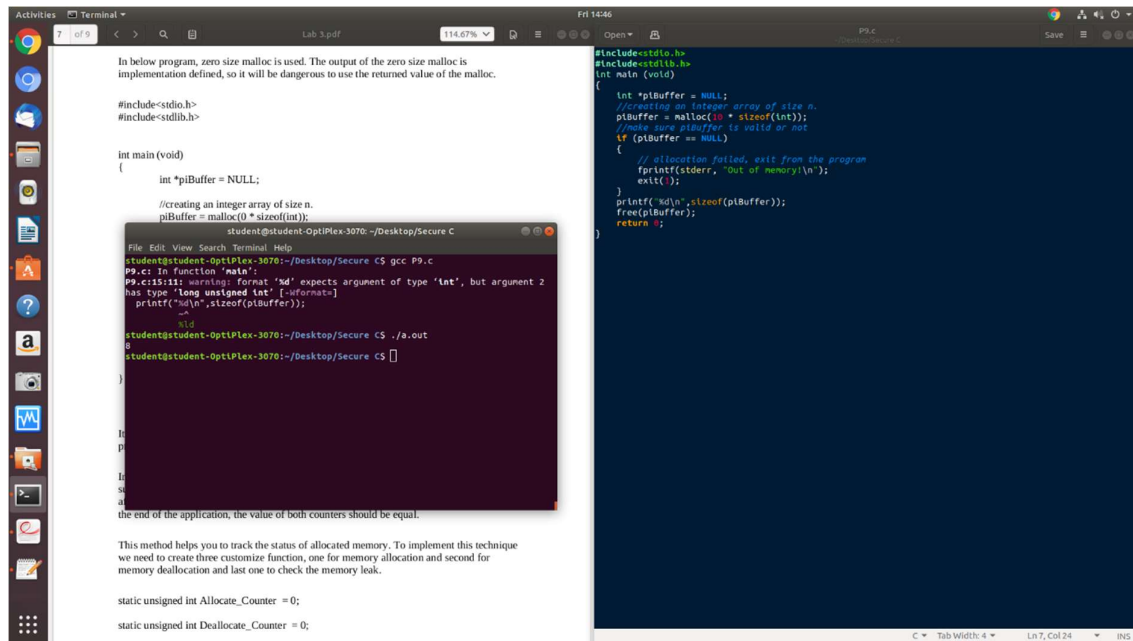 Activities Terminal Fri 14:46
7 of 9 Lab 3.pdf 114.67%
In below program, zero size malloc is used. The output of the zero size malloc is
implementation defined, so it will be dangerous to use the returned value of the malloc.
#include<stdio.h>
#include<stdlib.h>
int main (void)
{
int *piBuffer = NULL;
//creating an integer array of size n.
piBuffer = malloc(0 * sizeof(int));
}
the end of the application, the value of both counters should be equal.
This method helps you to track the status of allocated memory. To implement this technique
we need to create three customize function, one for memory allocation and second for
memory deallocation and last one to check the memory leak.
static unsigned int Allocate_Counter = 0;
static unsigned int Deallocate_Counter = 0;
student@student-OptiPlex-3070: ~/Desktop/Secure C
File Edit View Search Terminal Help
student@student-OptiPlex-3070:~/Desktop/Secure C$ gcc P9.c
P9.c: In function ‘main’:
P9.c:15:11: warning: format ‘%d’ expects argument of type ‘int’, but argument 2
has type ‘long unsigned int’ [-Wformat=]
printf("%d\n",sizeof(piBuffer));
~^
%ld
student@student-OptiPlex-3070:~/Desktop/Secure C$ ./a.out
8
student@student-OptiPlex-3070:~/Desktop/Secure C$
Open P9.c Save
~/Desktop/Secure C
#include<stdio.h>
#include<stdlib.h>
int main (void)
{
int *piBuffer = NULL;
//creating an integer array of size n.
piBuffer = malloc(10 * sizeof(int));
//make sure piBuffer is valid or not
if (piBuffer == NULL)
{
// allocation failed, exit from the program
fprintf(stderr, "Out of memory!\n");
exit(1);
}
printf("%d\n",sizeof(piBuffer));
free(piBuffer);
return 0;
}
C Tab Width: 4 Ln 7, Col 24 INS